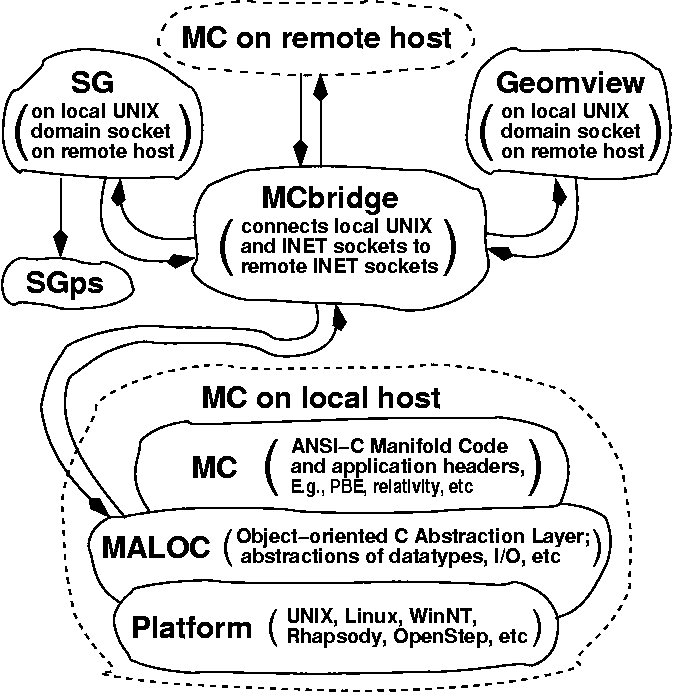 MC on remote host
SG
(on local UNIX
domain socket
on remote host)
Geomview
(on local UNIX
domain socket
on remote host)
MCbridge
(connects local UNIX
and INET sockets to
remote INET sockets)
SGps
MC on local host
MC (ANSI-C Manifold Code
and application headers,
E.g., PBE, relativity, etc)
MALOC (Object-oriented C Abstraction Layer;
abstractions of datatypes, I/O, etc)
Platform (UNIX, Linux, WinNT,
Rhapsody, OpenStep, etc)